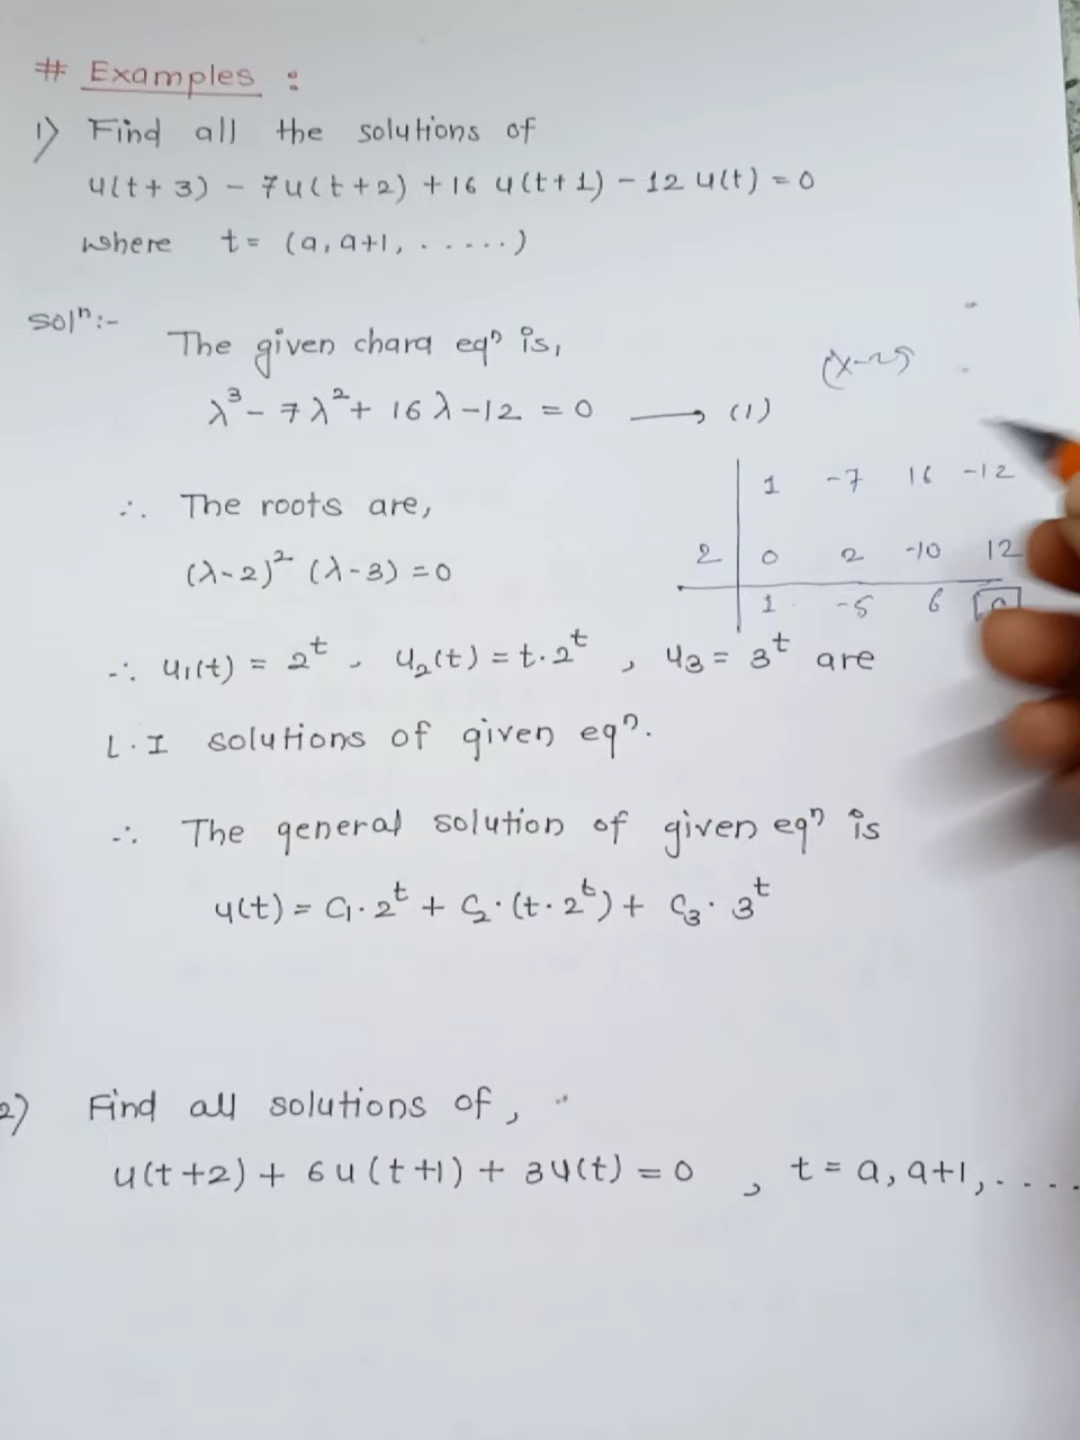 # Examples :
1) Find all the solutions of
u(t+3) - 7u(t+2) + 16 u(t+1) - 12 u(t) = 0
where t = (a, a+1, ......)
Solⁿ:-
The given chara eqⁿ is,
λ³ - 7λ² + 16λ - 12 = 0 ⟶ (1)
∴ The roots are,
(λ-2)² (λ-3) = 0
1 -7 16 -12
2 0 2 -10 12
1 -5 6
∴ u₁(t) = 2ᵗ , u₂(t) = t·2ᵗ , u₃ = 3ᵗ are
L.I solutions of given eqⁿ.
∴ The general solution of given eqⁿ is
u(t) = C₁·2ᵗ + C₂·(t·2ᵗ) + C₃·3ᵗ
2) Find all solutions of,
u(t+2) + 6u(t+1) + 3u(t) = 0 , t = a, a+1, ....